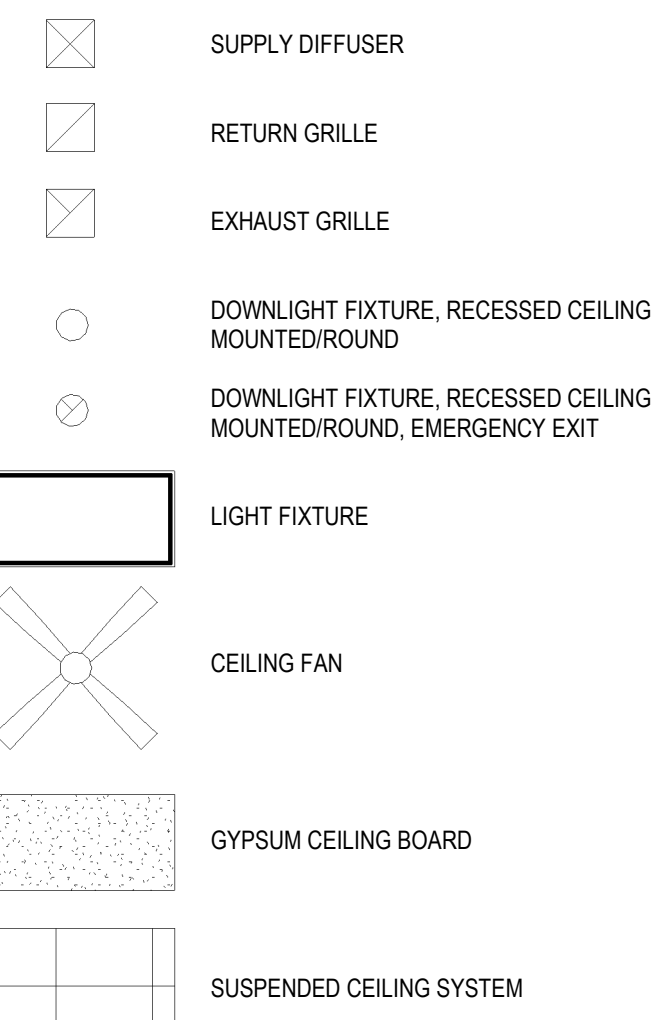 SUPPLY DIFFUSER
RETURN GRILLE
EXHAUST GRILLE
DOWNLIGHT FIXTURE, RECESSED CEILING
MOUNTED/ROUND
DOWNLIGHT FIXTURE, RECESSED CEILING
MOUNTED/ROUND, EMERGENCY EXIT
LIGHT FIXTURE
CEILING FAN
GYPSUM CEILING BOARD
SUSPENDED CEILING SYSTEM